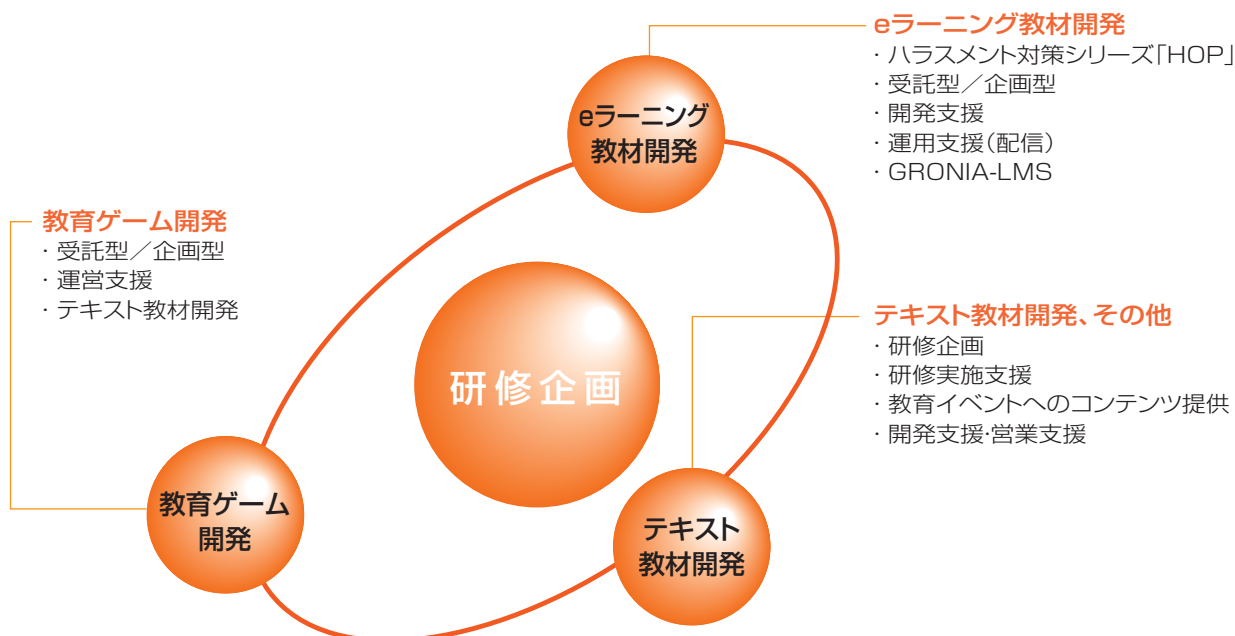 eラーニング教材開発
・ハラスメント対策シリーズ「HOP」
・受託型／企画型
・開発支援
・運用支援（配信）
・GRONIA-LMS
eラーニング
教材開発
教育ゲーム開発
・受託型／企画型
・運営支援
・テキスト教材開発
テキスト教材開発、その他
・研修企画
・研修実施支援
・教育イベントへのコンテンツ提供
・開発支援・営業支援
研修企画
教育ゲーム
開発
テキスト
教材開発